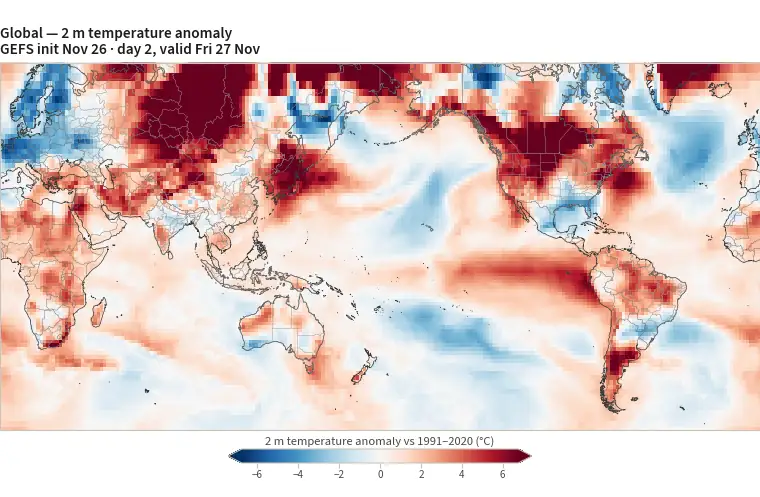 Global — 2 m temperature anomaly
GEFS init Nov 26 · day 2, valid Fri 27 Nov
2 m temperature anomaly vs 1991–2020 (°C)
−6 −4 −2 0 2 4 6